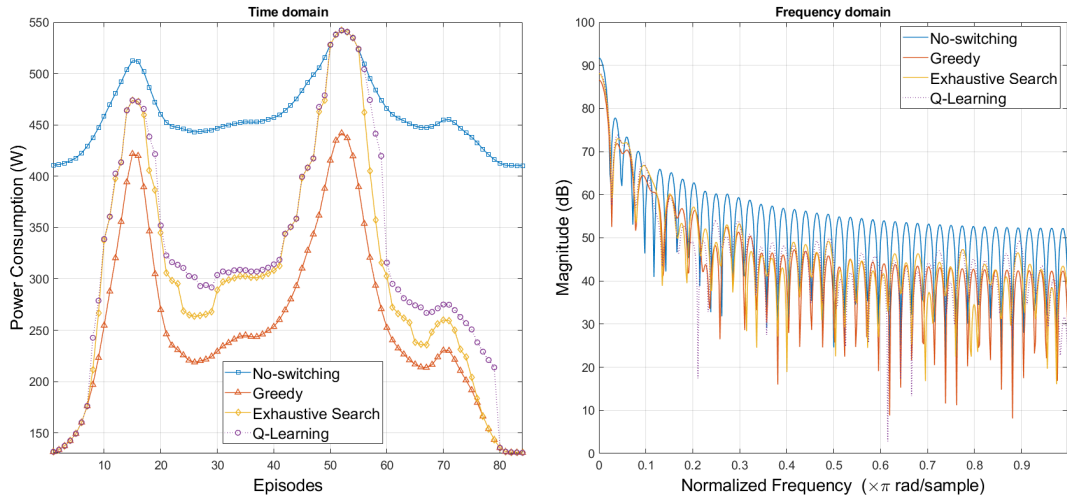 Time domain
550
500
450
400
350
300
250
200
150
Power Consumption (W)
10 20 30 40 50 60 70 80
Episodes
No-switching
Greedy
Exhaustive Search
Q-Learning
Frequency domain
100
90
80
70
60
50
40
30
20
10
0
Magnitude (dB)
0 0.1 0.2 0.3 0.4 0.5 0.6 0.7 0.8 0.9
Normalized Frequency (×π rad/sample)
No-switching
Greedy
Exhaustive Search
Q-Learning